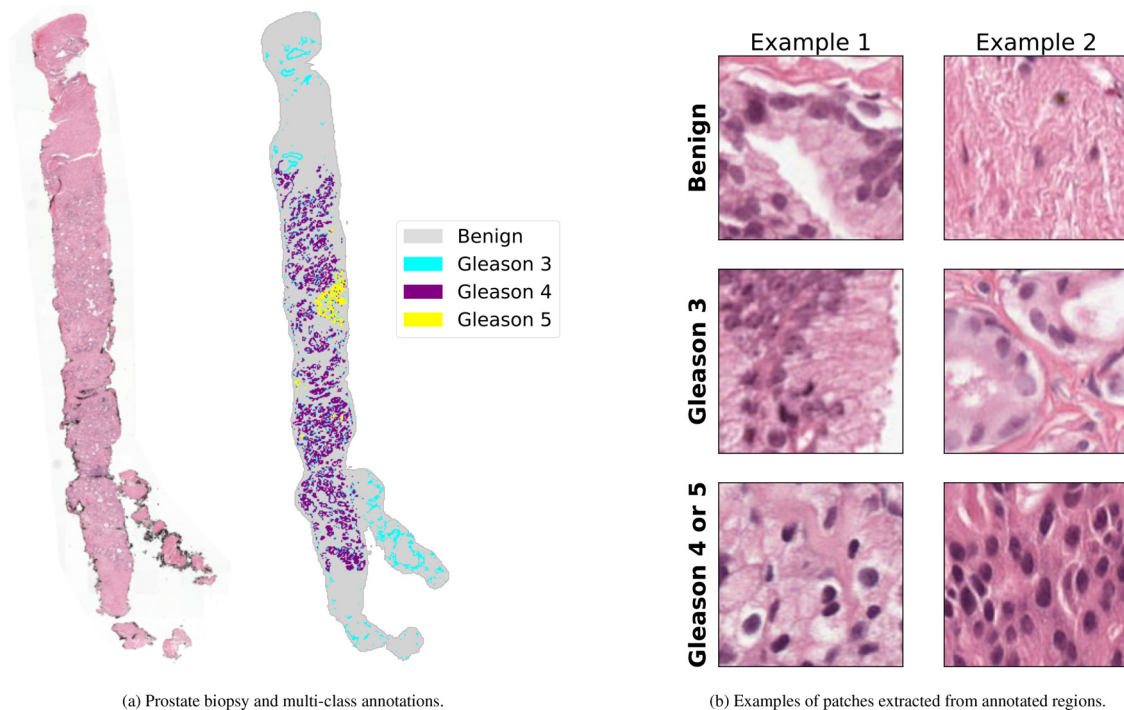 Benign
Gleason 3
Gleason 4
Gleason 5
(a) Prostate biopsy and multi-class annotations.
Example 1 Example 2
Benign
Gleason 3
Gleason 4 or 5
(b) Examples of patches extracted from annotated regions.